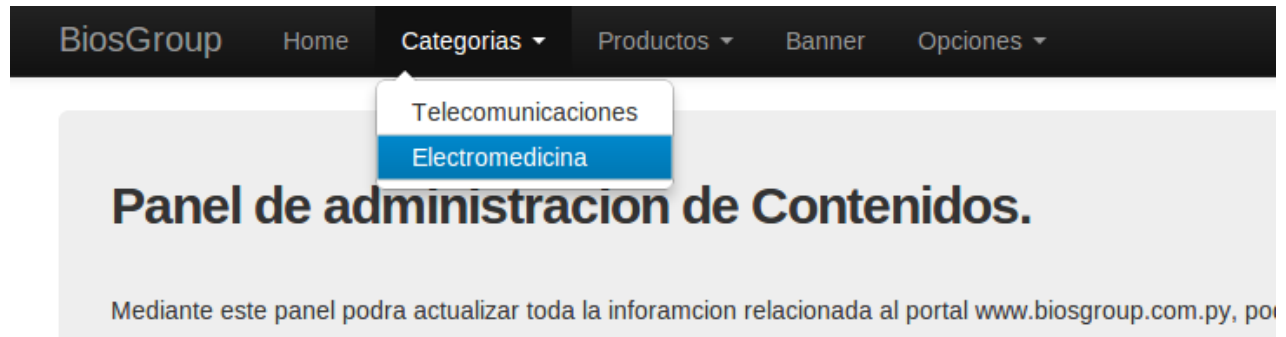 BiosGroup Home Categorias Productos Banner Opciones
Telecomunicaciones
Electromedicina
Panel de administracion de Contenidos.
Mediante este panel podra actualizar toda la inforamcion relacionada al portal www.biosgroup.com.py,